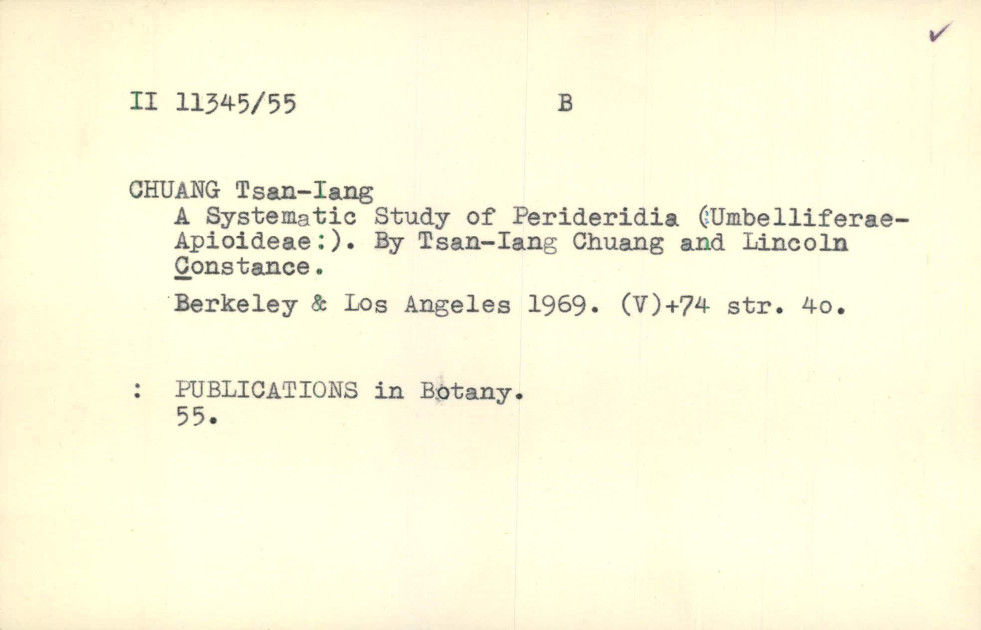 II 11345/55 B
CHUANG Tsan-Iang
A Systematic Study of Perideridia (:Umbelliferae-
Apioideae:). By Tsan-Iang Chuang and Lincoln
Constance.
Berkeley & Los Angeles 1969. (V)+74 str. 4o.
: PUBLICATIONS in Botany.
55.